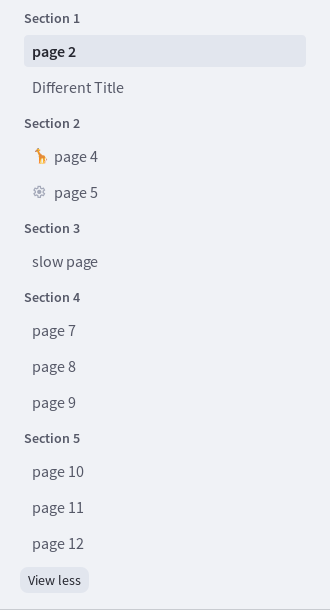 Section 1
page 2
Different Title
Section 2
page 4
page 5
Section 3
slow page
Section 4
page 7
page 8
page 9
Section 5
page 10
page 11
page 12
View less